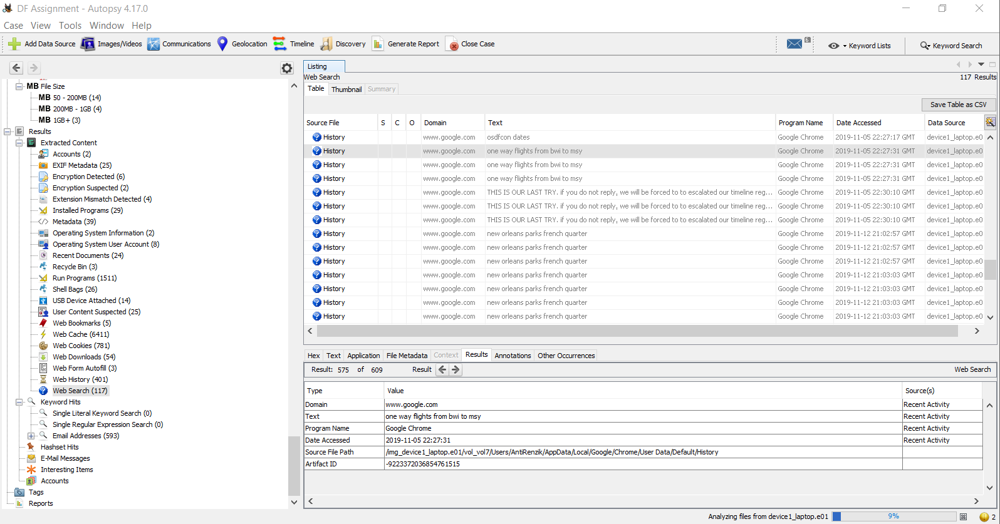 DF Assignment - Autopsy 4.17.0
Case View Tools Window Help
Add Data Source Images/Videos Communications Geolocation Timeline Discovery Generate Report Close Case 6 Keyword Lists Keyword Search
MB File Size
MB 50 - 200MB (14)
MB 200MB - 1GB (4)
MB 1GB+ (3)
Results
Extracted Content
Accounts (2)
EXIF Metadata (25)
Encryption Detected (6)
Encryption Suspected (2)
Extension Mismatch Detected (4)
Installed Programs (29)
Metadata (39)
Operating System Information (2)
Operating System User Account (8)
Recent Documents (24)
Recycle Bin (3)
Run Programs (1511)
Shell Bags (26)
USB Device Attached (14)
User Content Suspected (25)
Web Bookmarks (5)
Web Cache (6411)
Web Cookies (781)
Web Downloads (54)
Web Form Autofill (3)
Web History (401)
Web Search (117)
Keyword Hits
Single Literal Keyword Search (0)
Single Regular Expression Search (0)
Email Addresses (593)
Hashset Hits
E-Mail Messages
Interesting Items
Accounts
Tags
Reports
Listing
Web Search 117 Results
Table Thumbnail Summary
Save Table as CSV
Source File S C O Domain Text Program Name Date Accessed Data Source
History www.google.com osdfcon dates Google Chrome 2019-11-05 22:27:17 GMT device1_laptop.e0
History www.google.com one way flights from bwi to msy Google Chrome 2019-11-05 22:27:31 GMT device1_laptop.e0
History www.google.com one way flights from bwi to msy Google Chrome 2019-11-05 22:27:31 GMT device1_laptop.e0
History www.google.com one way flights from bwi to msy Google Chrome 2019-11-05 22:27:31 GMT device1_laptop.e0
History www.google.com THIS IS OUR LAST TRY. if you do not reply, we will be forced to to escalated our timeline reg... Google Chrome 2019-11-05 22:30:10 GMT device1_laptop.e0
History www.google.com THIS IS OUR LAST TRY. if you do not reply, we will be forced to to escalated our timeline reg... Google Chrome 2019-11-05 22:30:10 GMT device1_laptop.e0
History www.google.com THIS IS OUR LAST TRY. if you do not reply, we will be forced to to escalated our timeline reg... Google Chrome 2019-11-05 22:30:10 GMT device1_laptop.e0
History www.google.com new orleans parks french quarter Google Chrome 2019-11-12 21:02:57 GMT device1_laptop.e0
History www.google.com new orleans parks french quarter Google Chrome 2019-11-12 21:02:57 GMT device1_laptop.e0
History www.google.com new orleans parks french quarter Google Chrome 2019-11-12 21:02:57 GMT device1_laptop.e0
History www.google.com new orleans parks french quarter Google Chrome 2019-11-12 21:03:03 GMT device1_laptop.e0
History www.google.com new orleans parks french quarter Google Chrome 2019-11-12 21:03:03 GMT device1_laptop.e0
History www.google.com new orleans parks french quarter Google Chrome 2019-11-12 21:03:03 GMT device1_laptop.e0
History www.google.com new orleans parks french quarter Google Chrome 2019-11-12 21:03:03 GMT device1_laptop.e0
Hex Text Application File Metadata Context Results Annotations Other Occurrences
Result: 575 of 609 Result Web Search
Type Value Source(s)
Domain www.google.com Recent Activity
Text one way flights from bwi to msy Recent Activity
Program Name Google Chrome Recent Activity
Date Accessed 2019-11-05 22:27:31 Recent Activity
Source File Path /img_device1_laptop.e01/vol_vol7/Users/AntiRenzik/AppData/Local/Google/Chrome/User Data/Default/History
Artifact ID -9223372036854761515
Analyzing files from device1_laptop.e01 9% 2